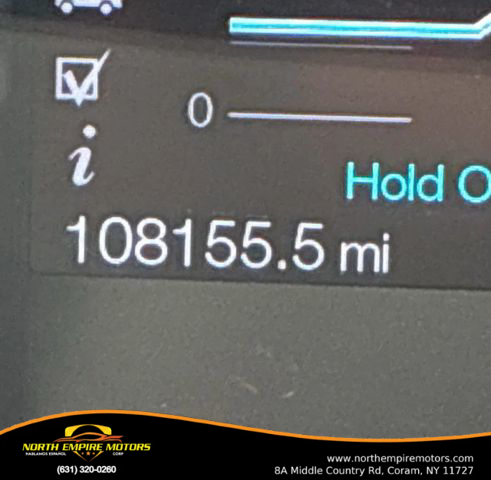 0
i
Hold O
108155.5 mi
NORTH EMPIRE MOTORS
HABLAMOS ESPAÑOL
CORP
(631) 320-0260
www.northempiremotors.com
8A Middle Country Rd, Coram, NY 11727